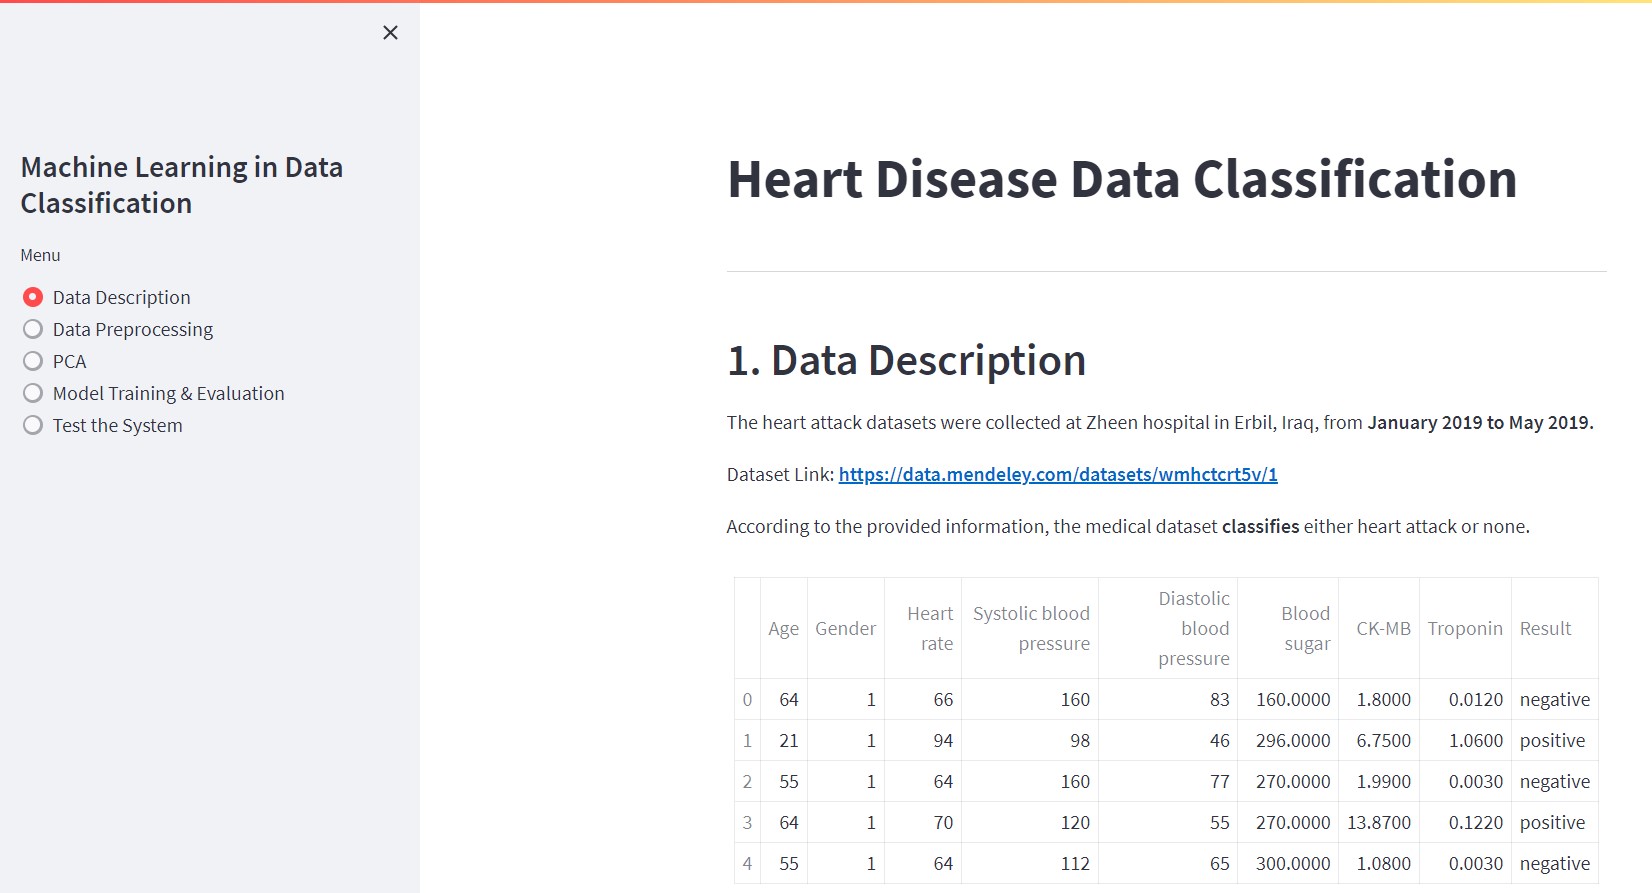 Machine Learning in Data
Classification
Menu
Data Description
Data Preprocessing
PCA
Model Training & Evaluation
Test the System
Heart Disease Data Classification
1. Data Description
The heart attack datasets were collected at Zheen hospital in Erbil, Iraq, from January 2019 to May 2019.
Dataset Link: https://data.mendeley.com/datasets/wmhctcrt5v/1
According to the provided information, the medical dataset classifies either heart attack or none.
Age Gender Heart rate Systolic blood pressure Diastolic blood pressure Blood sugar CK-MB Troponin Result
0 64 1 66 160 83 160.0000 1.8000 0.0120 negative
1 21 1 94 98 46 296.0000 6.7500 1.0600 positive
2 55 1 64 160 77 270.0000 1.9900 0.0030 negative
3 64 1 70 120 55 270.0000 13.8700 0.1220 positive
4 55 1 64 112 65 300.0000 1.0800 0.0030 negative